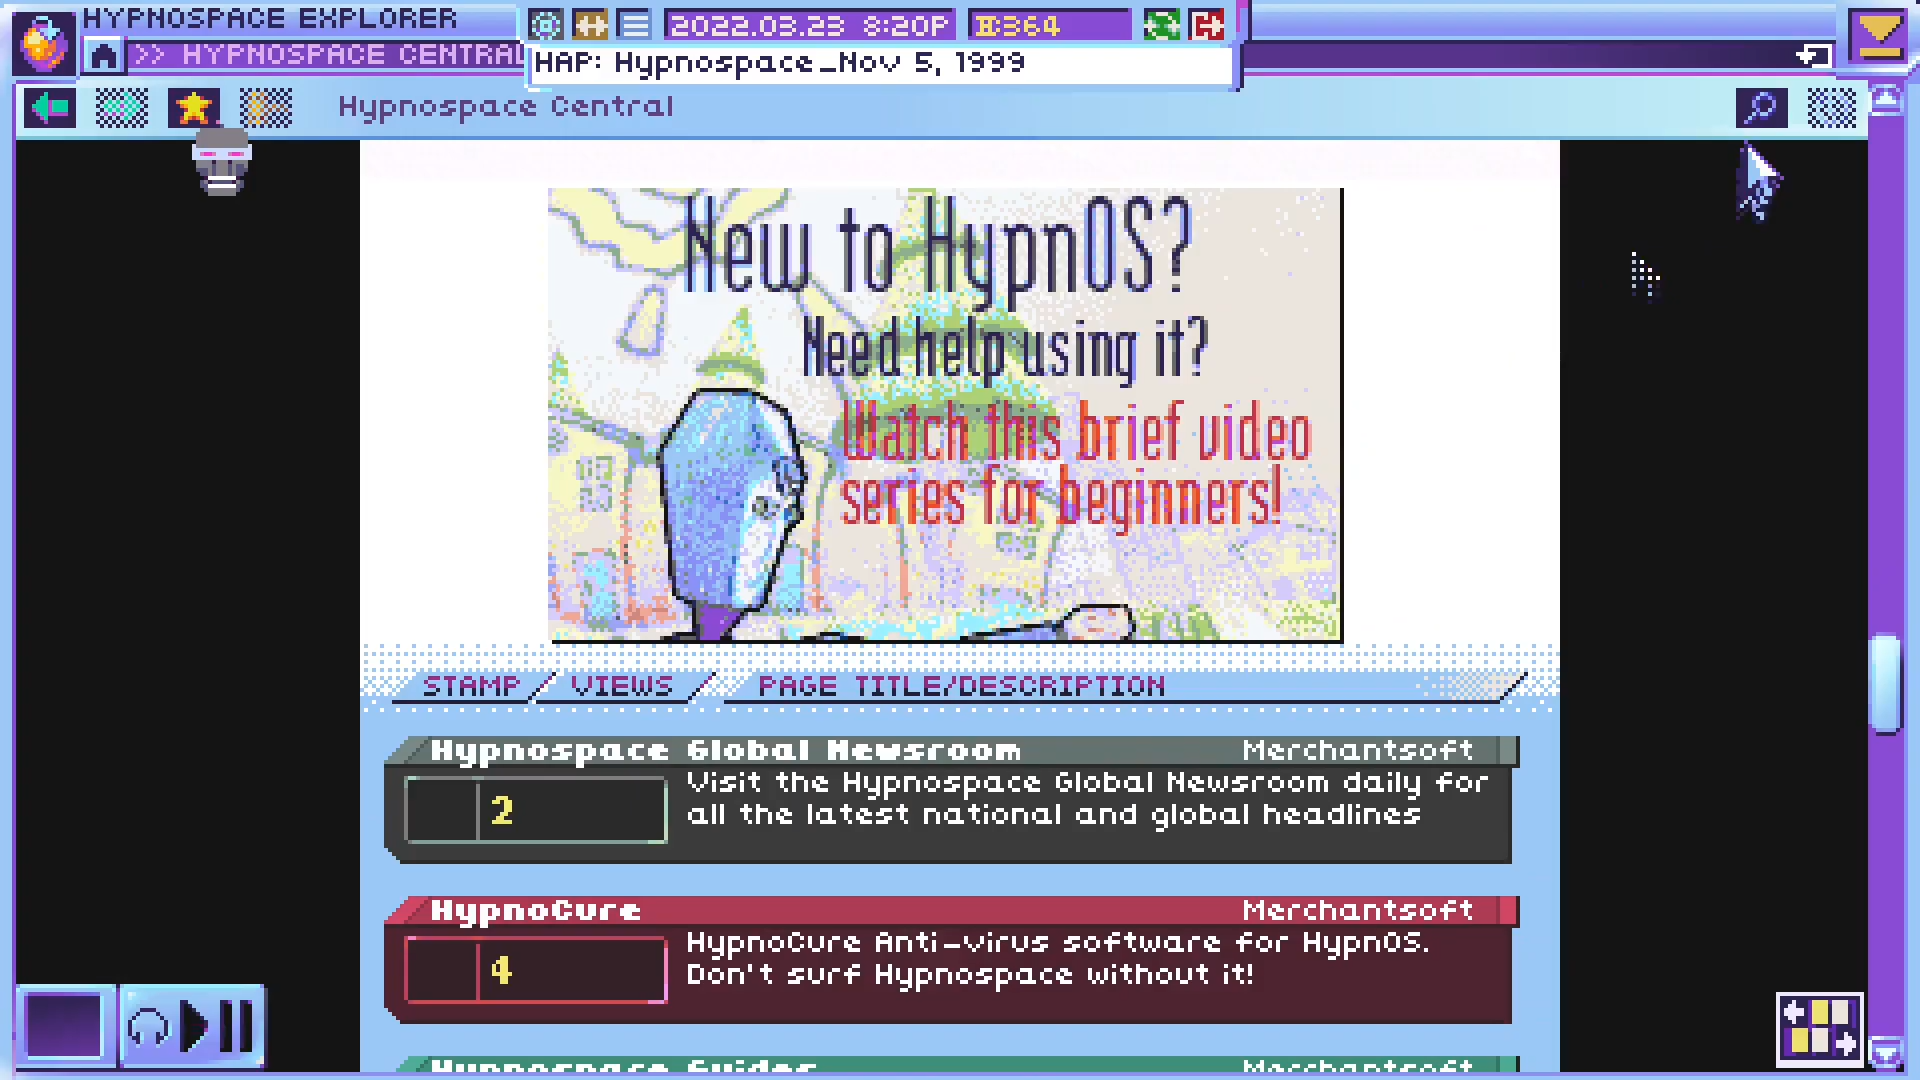 HYPNOSPACE EXPLORER
2022.03.23 8:20P
364
>> HYPNOSPACE CENTRAL
HAP: Hypnospace_Nov 5, 1999
Hypnospace Central
New to HypnOS?
Need help using it?
Watch this brief video
series for beginners!
STAMP
VIEWS
PAGE TITLE/DESCRIPTION
Hypnospace Global Newsroom
Merchantsoft
2
Visit the Hypnospace Global Newsroom daily for
all the latest national and global headlines
HypnoCure
Merchantsoft
4
HypnoCure Anti-virus software for HypnOS.
Don't surf Hypnospace without it!
Hypnospace Guides
Merchantsoft